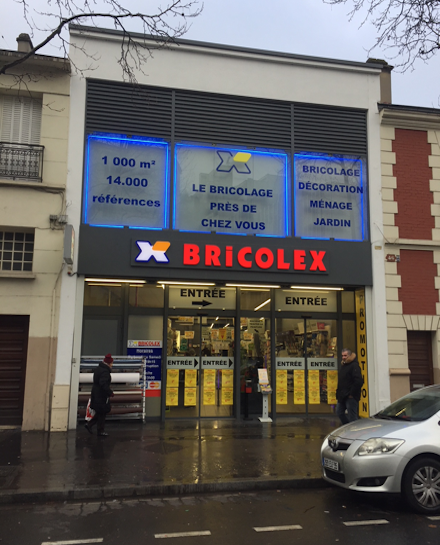 1 000 m²
14.000
références
LE BRICOLAGE
PRÈS DE
CHEZ VOUS
BRICOLAGE
DÉCORATION
MÉNAGE
JARDIN
BRiCOLEX
ENTRÉE
ENTRÉE
BRICOLEX
ENTRÉE
ENTRÉE
ENTRÉE
ENTRÉE
PROMOTION